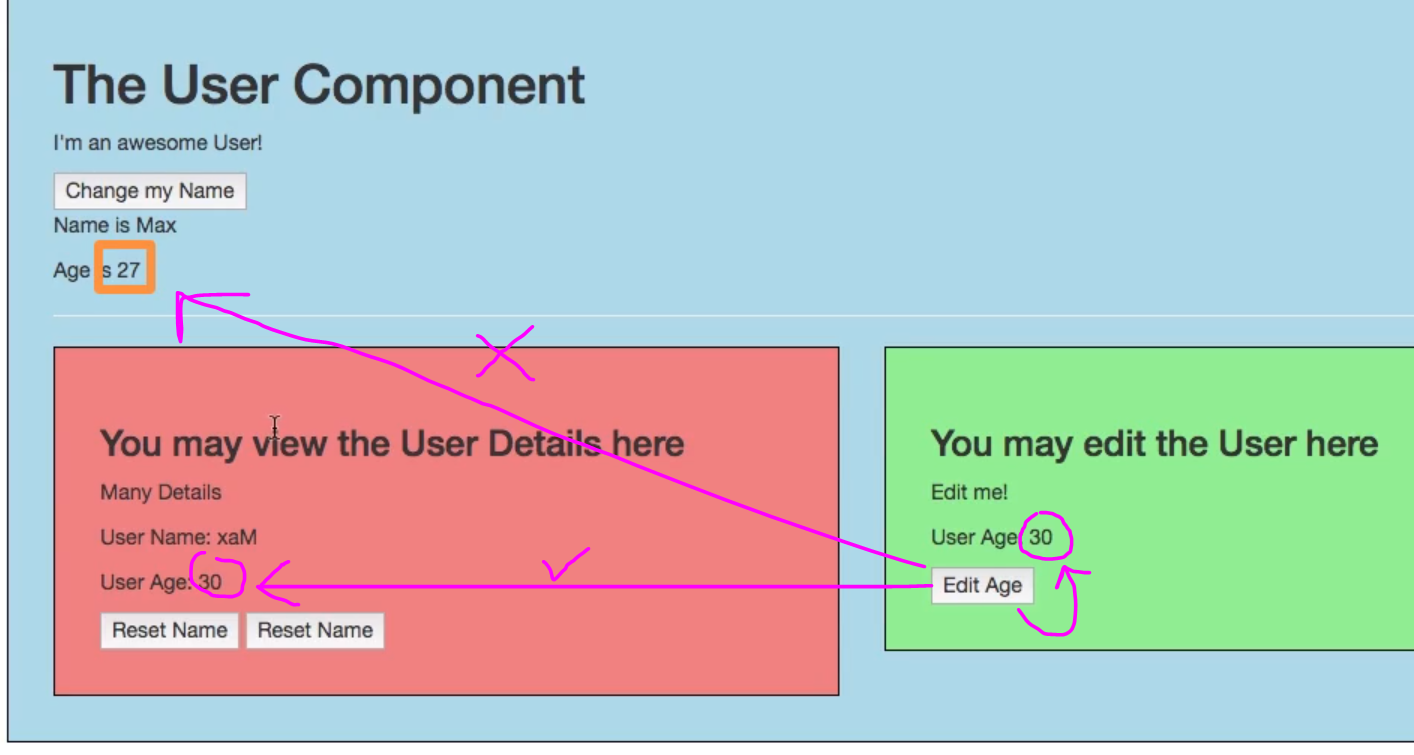 The User Component
I'm an awesome User!
Change my Name
Name is Max
Age is 27
You may view the User Details here
Many Details
User Name: xaM
User Age: 30
Reset Name Reset Name
You may edit the User here
Edit me!
User Age: 30
Edit Age